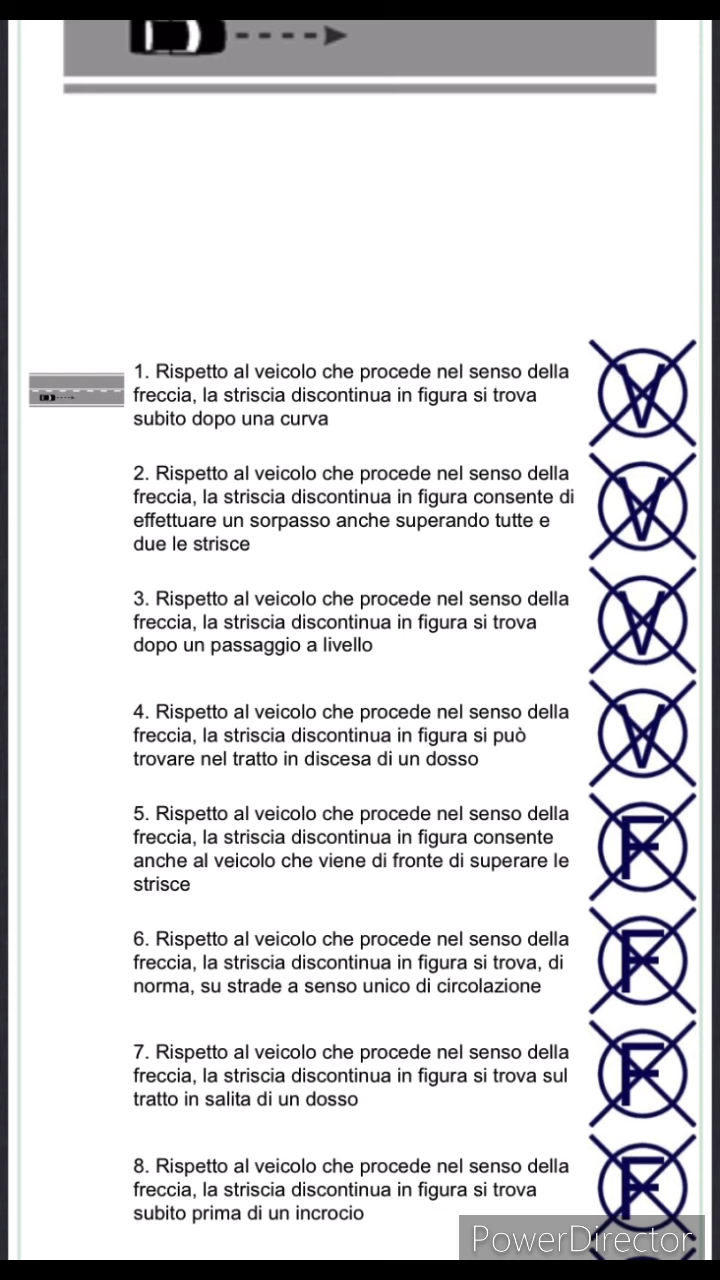 1. Rispetto al veicolo che procede nel senso della
freccia, la striscia discontinua in figura si trova
subito dopo una curva
V
2. Rispetto al veicolo che procede nel senso della
freccia, la striscia discontinua in figura consente di
effettuare un sorpasso anche superando tutte e
due le strisce
V
3. Rispetto al veicolo che procede nel senso della
freccia, la striscia discontinua in figura si trova
dopo un passaggio a livello
V
4. Rispetto al veicolo che procede nel senso della
freccia, la striscia discontinua in figura si può
trovare nel tratto in discesa di un dosso
V
5. Rispetto al veicolo che procede nel senso della
freccia, la striscia discontinua in figura consente
anche al veicolo che viene di fronte di superare le
strisce
F
6. Rispetto al veicolo che procede nel senso della
freccia, la striscia discontinua in figura si trova, di
norma, su strade a senso unico di circolazione
F
7. Rispetto al veicolo che procede nel senso della
freccia, la striscia discontinua in figura si trova sul
tratto in salita di un dosso
F
8. Rispetto al veicolo che procede nel senso della
freccia, la striscia discontinua in figura si trova
subito prima di un incrocio
F
PowerDirector